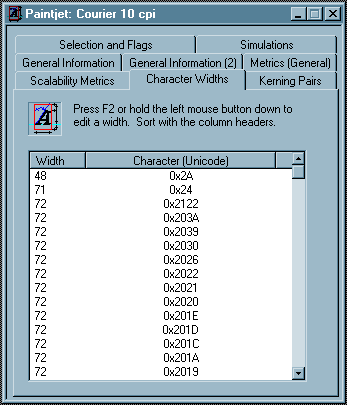 Paintjet: Courier 10 cpi
Selection and Flags Simulations
General Information General Information (2) Metrics (General)
Scalability Metrics Character Widths Kerning Pairs
Press F2 or hold the left mouse button down to
edit a width. Sort with the column headers.
Width Character (Unicode)
48 0x2A
71 0x24
72 0x2122
72 0x203A
72 0x2039
72 0x2030
72 0x2026
72 0x2022
72 0x2021
72 0x2020
72 0x201E
72 0x201D
72 0x201C
72 0x201A
72 0x2019